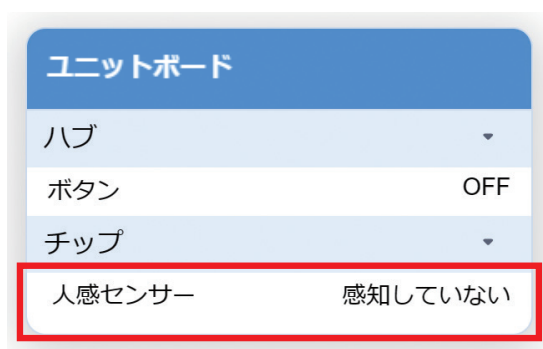 ユニットボード
ハブ
ボタン OFF
チップ
人感センサー 感知していない